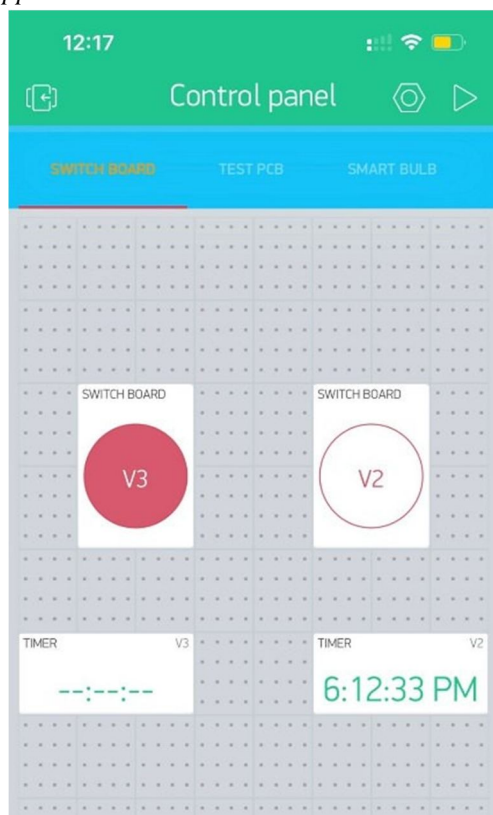 12:17
Control panel
SWITCH BOARD TEST PCB SMART BULB
SWITCH BOARD SWITCH BOARD
V3 V2
TIMER V3 TIMER V2
--:--:-- 6:12:33 PM